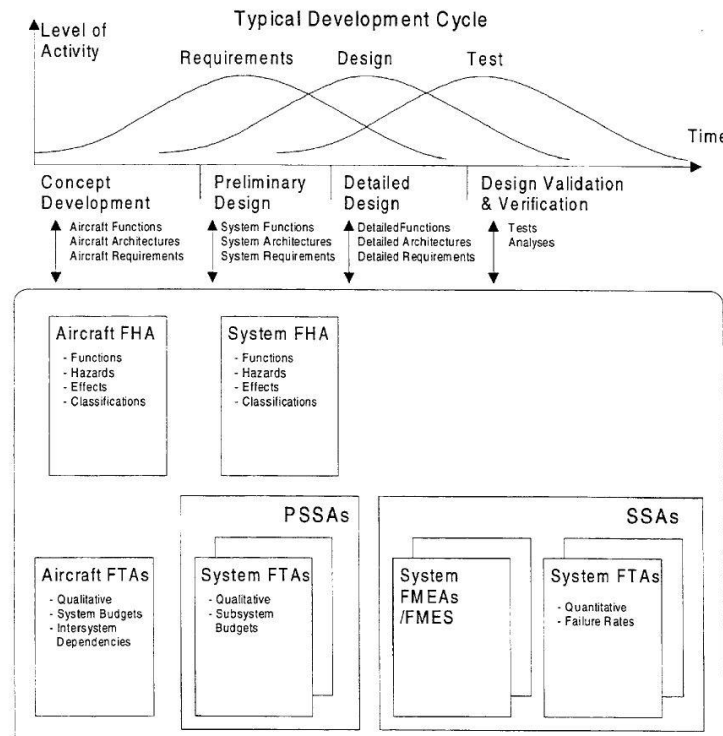 Typical Development Cycle
Level of
Activity
Requirements
Design
Test
Time
Concept
Development
Preliminary
Design
Detailed
Design
Design Validation
& Verification
Aircraft Functions
Aircraft Architectures
Aircraft Requirements
System Functions
System Architectures
System Requirements
DetailedFunctions
Detailed Architectures
Detailed Requirements
Tests
Analyses
Aircraft FHA
- Functions
- Hazards
- Effects
- Classifications
System FHA
- Functions
- Hazards
- Effects
- Classifications
PSSAs
SSAs
Aircraft FTAs
- Qualitative
- System Budgets
- Intersystem
Dependencies
System FTAs
- Qualitative
- Subsystem
Budgets
System
FMEAs
/FMES
System FTAs
- Quantitative
- Failure Rates